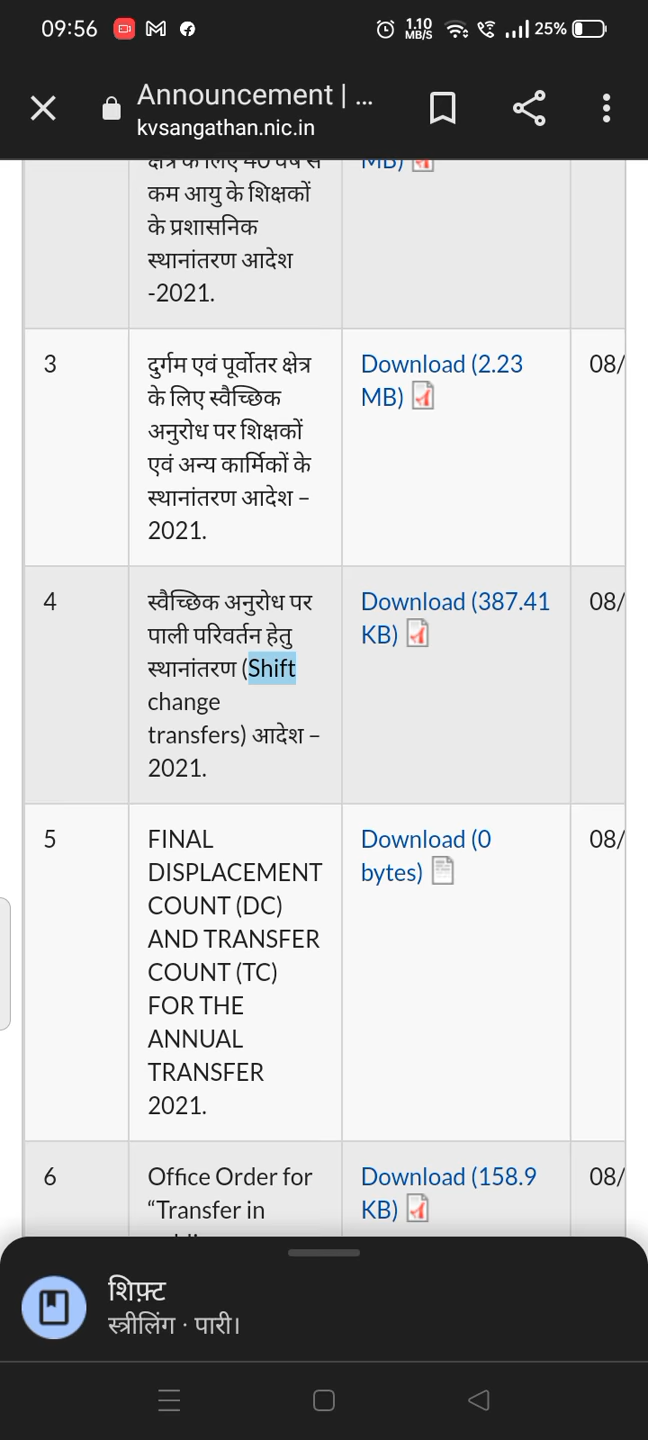 09:56
1.10 MB/S
25%
Announcement | ...
kvsangathan.nic.in
क्षेत्र के लिए 40 वर्ष से
MB)
कम आयु के शिक्षकों
के प्रशासनिक
स्थानांतरण आदेश
-2021.
3
दुर्गम एवं पूर्वोतर क्षेत्र
के लिए स्वैच्छिक
अनुरोध पर शिक्षकों
एवं अन्य कार्मिकों के
स्थानांतरण आदेश –
2021.
Download (2.23
MB)
08/
4
स्वैच्छिक अनुरोध पर
पाली परिवर्तन हेतु
स्थानांतरण (Shift
change
transfers) आदेश –
2021.
Download (387.41
KB)
08/
5
FINAL
DISPLACEMENT
COUNT (DC)
AND TRANSFER
COUNT (TC)
FOR THE
ANNUAL
TRANSFER
2021.
Download (0
bytes)
08/
6
Office Order for
“Transfer in
Download (158.9
KB)
08/
शिफ़्ट
स्त्रीलिंग · पारी।